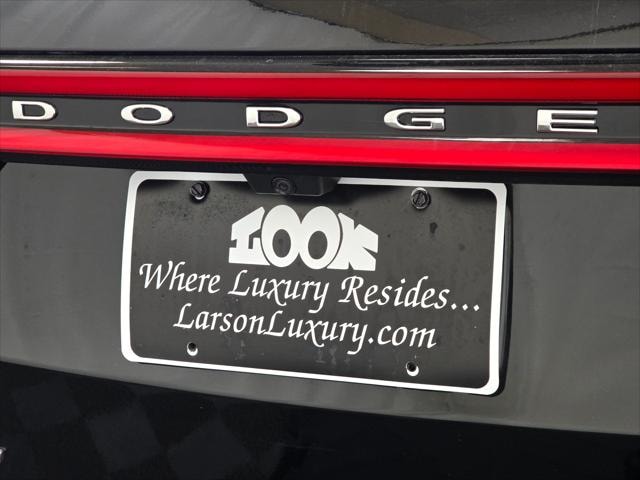 DODGE
LOOK
Where Luxury Resides...
LarsonLuxury.com